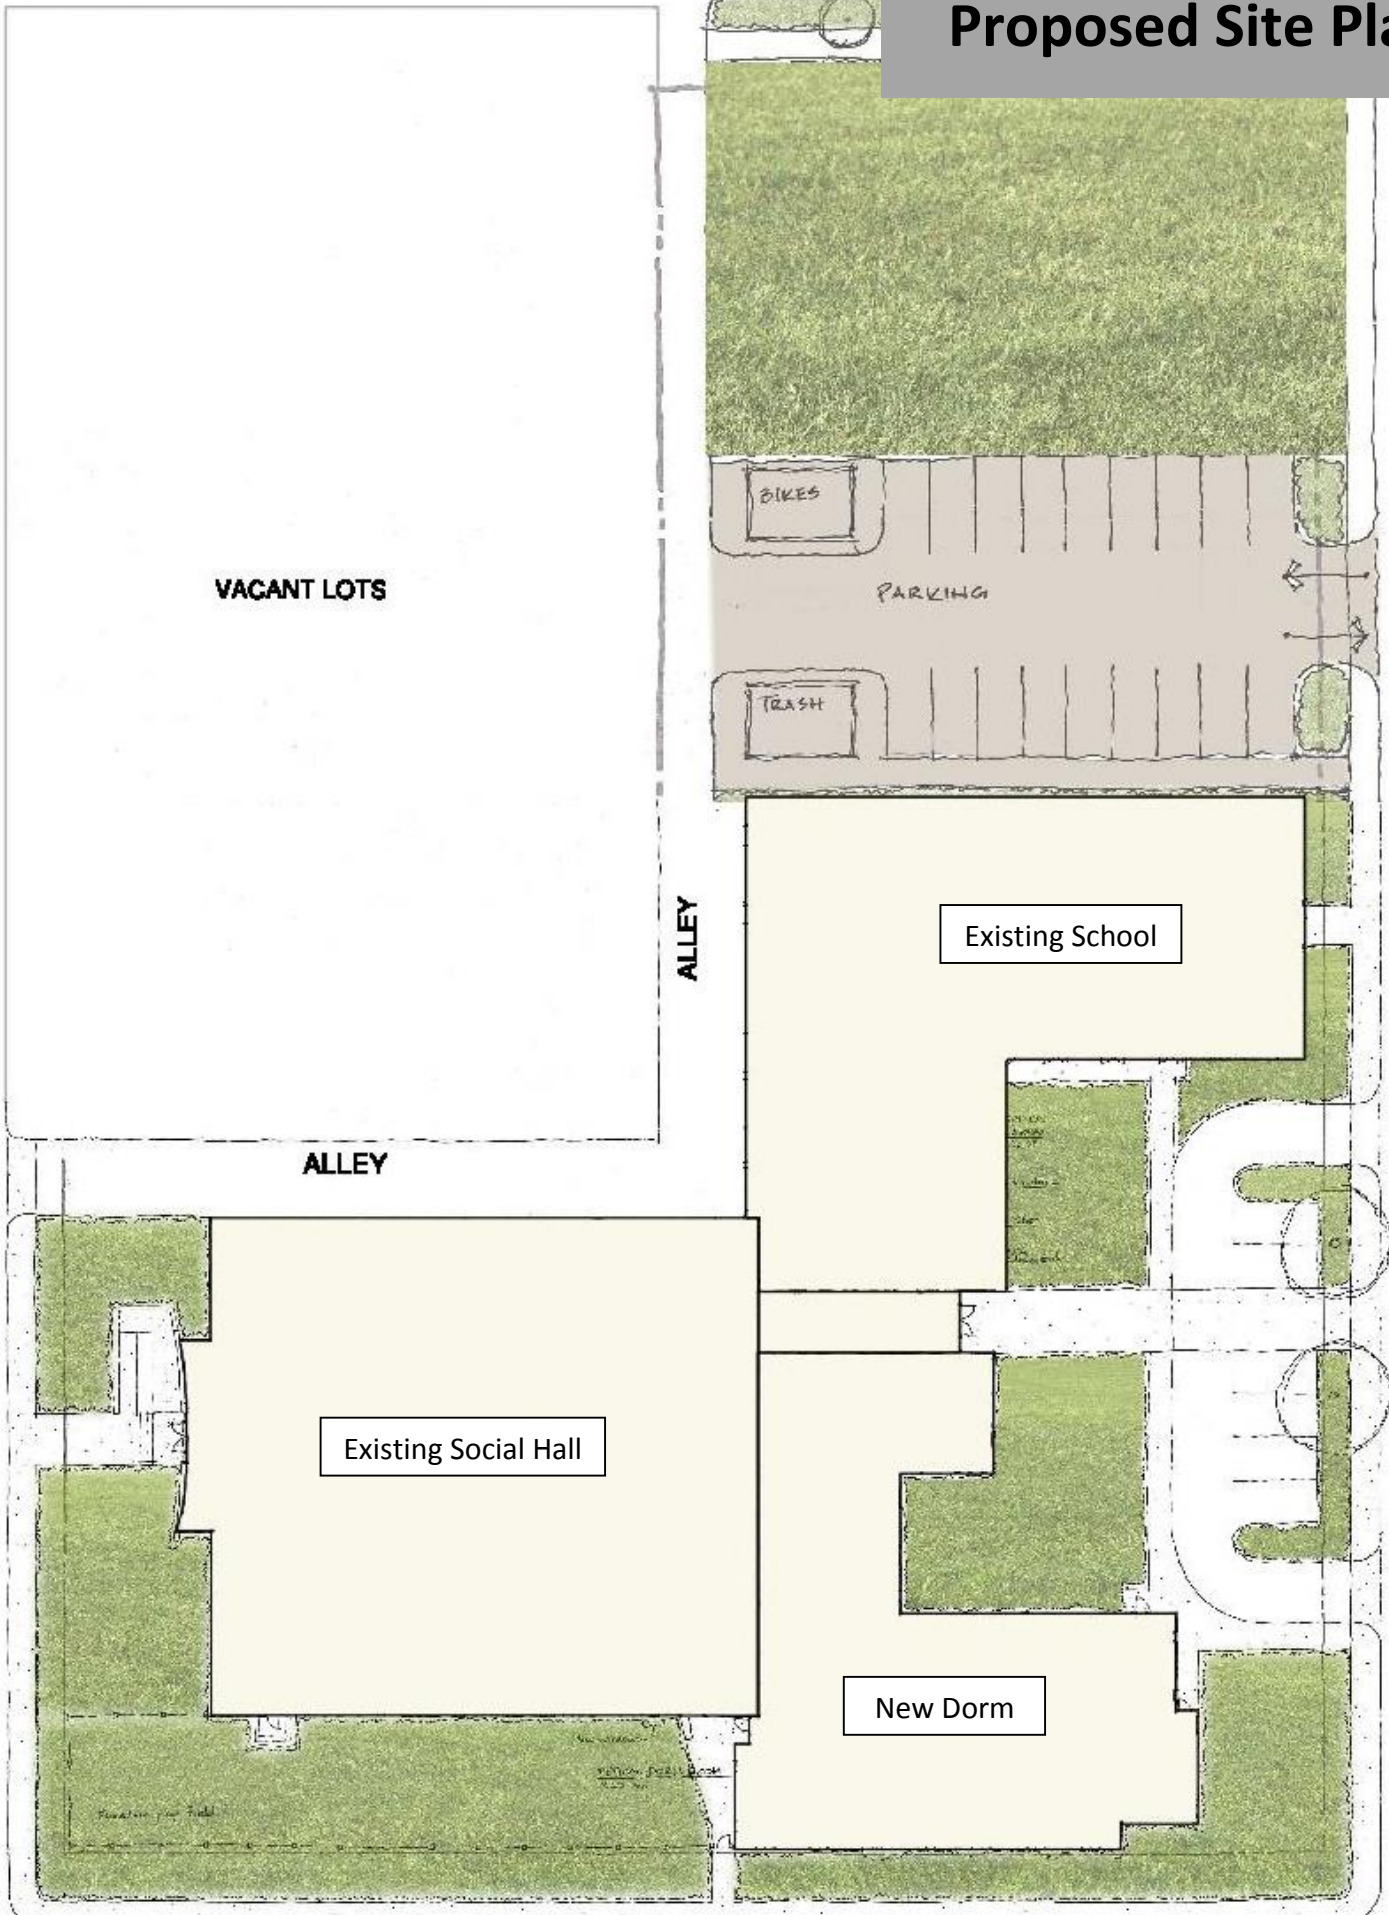 Proposed Site Pla
BIKES
VACANT LOTS
PARKING
TRASH
ALLEY
Existing School
ALLEY
Existing Social Hall
New Dorm